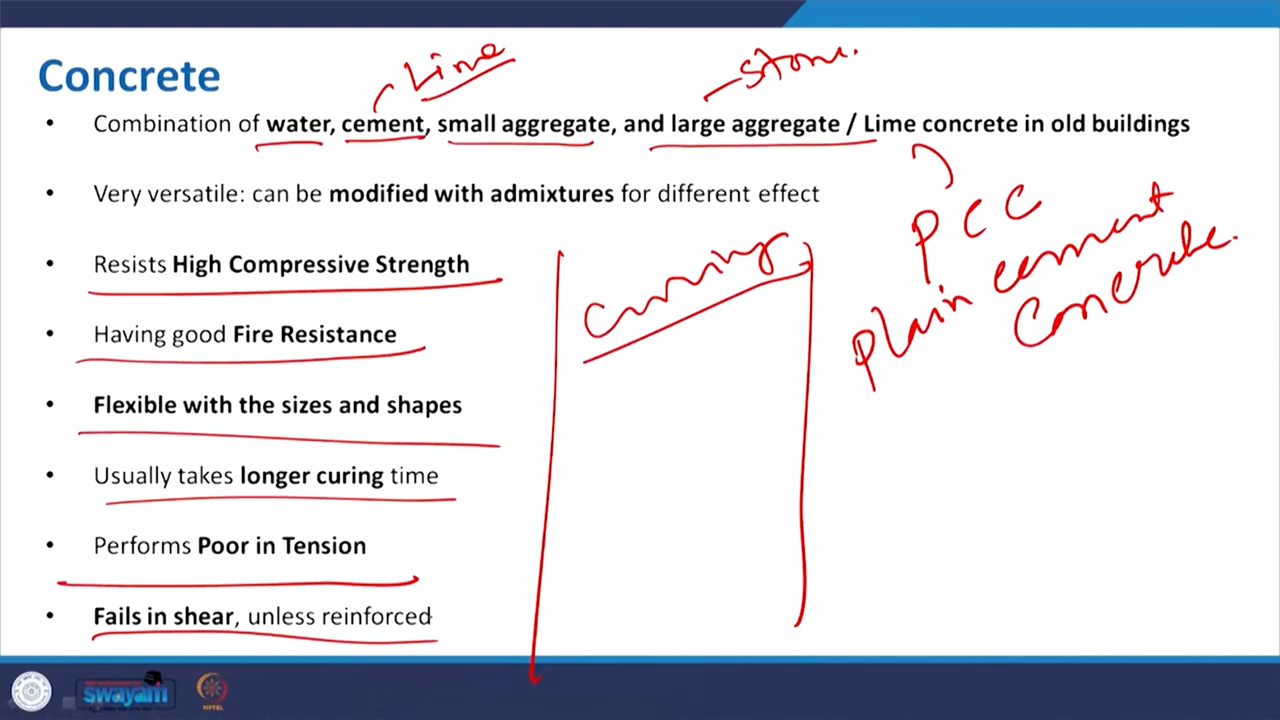 Concrete
Lime
stone.
• Combination of water, cement, small aggregate, and large aggregate / Lime concrete in old buildings
• Very versatile: can be modified with admixtures for different effect
PCC
plain cement
Concrete.
• Resists High Compressive Strength
curing
• Having good Fire Resistance
• Flexible with the sizes and shapes
• Usually takes longer curing time
• Performs Poor in Tension
• Fails in shear, unless reinforced
swayam
NPTEL